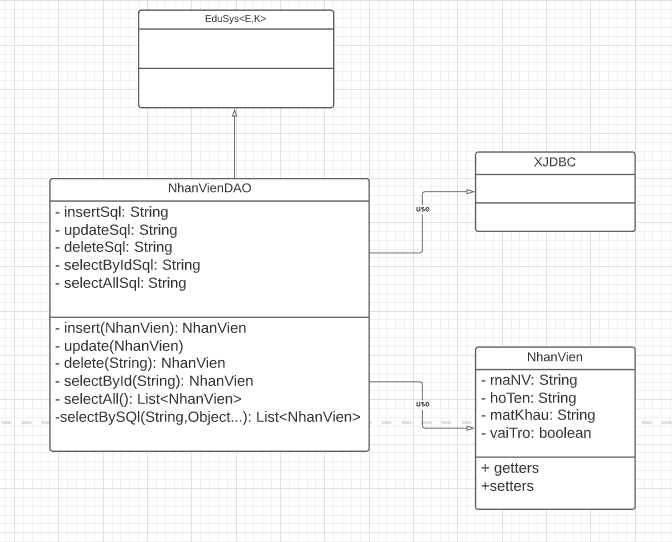 EduSys<E,K>
NhanVienDAO
- insertSql: String
- updateSql: String
- deleteSql: String
- selectByIdSql: String
- selectAllSql: String
- insert(NhanVien): NhanVien
- update(NhanVien)
- delete(String): NhanVien
- selectById(String): NhanVien
- selectAll(): List<NhanVien>
-selectBySQl(String,Object...): List<NhanVien>
use
XJDBC
use
NhanVien
- maNV: String
- hoTen: String
- matKhau: String
- vaiTro: boolean
+ getters
+setters